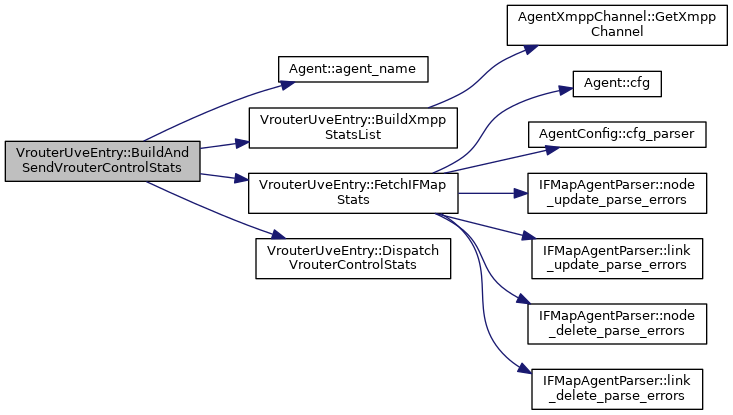 VrouterUveEntry::BuildAnd
SendVrouterControlStats
Agent::agent_name
VrouterUveEntry::BuildXmpp
StatsList
AgentXmppChannel::GetXmpp
Channel
VrouterUveEntry::FetchIFMap
Stats
Agent::cfg
AgentConfig::cfg_parser
IFMapAgentParser::node
_update_parse_errors
IFMapAgentParser::link
_update_parse_errors
IFMapAgentParser::node
_delete_parse_errors
IFMapAgentParser::link
_delete_parse_errors
VrouterUveEntry::Dispatch
VrouterControlStats